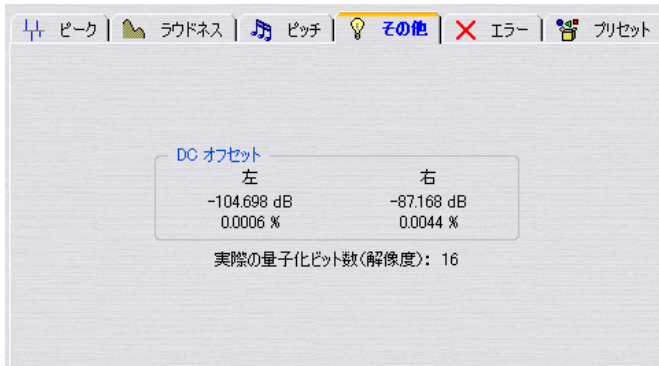 ピーク ラウドネス ピッチ その他 エラー プリセット
DC オフセット
左 右
-104.698 dB -87.168 dB
0.0006 % 0.0044 %
実際の量子化ビット数(解像度): 16